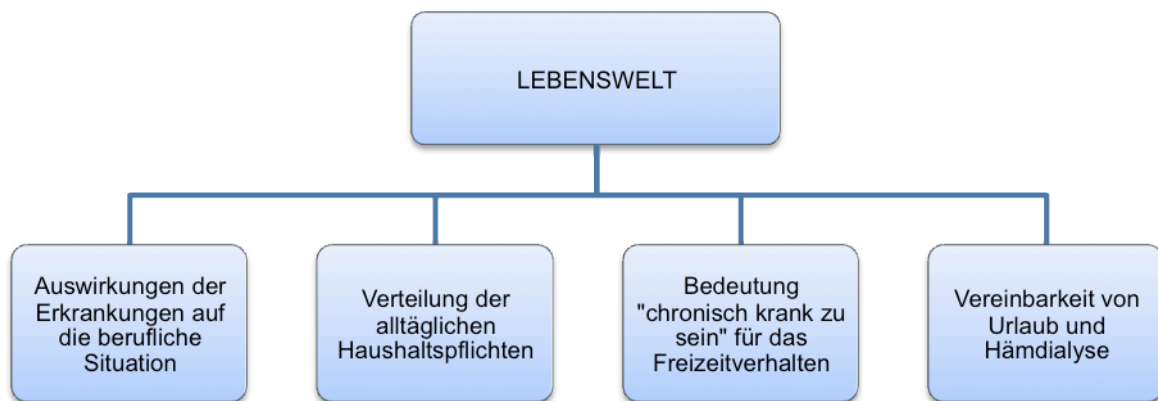 LEBENSWELT
Auswirkungen der
Erkrankungen auf
die berufliche
Situation
Verteilung der
alltäglichen
Haushaltspflichten
Bedeutung
"chronisch krank zu
sein" für das
Freizeitverhalten
Vereinbarkeit von
Urlaub und
Hämdialyse